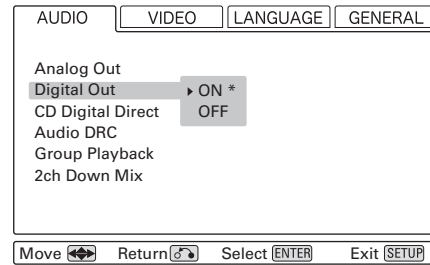 AUDIO VIDEO LANGUAGE GENERAL
Analog Out
Digital Out ON *
CD Digital Direct OFF
Audio DRC
Group Playback
2ch Down Mix
Move Return Select ENTER Exit SETUP